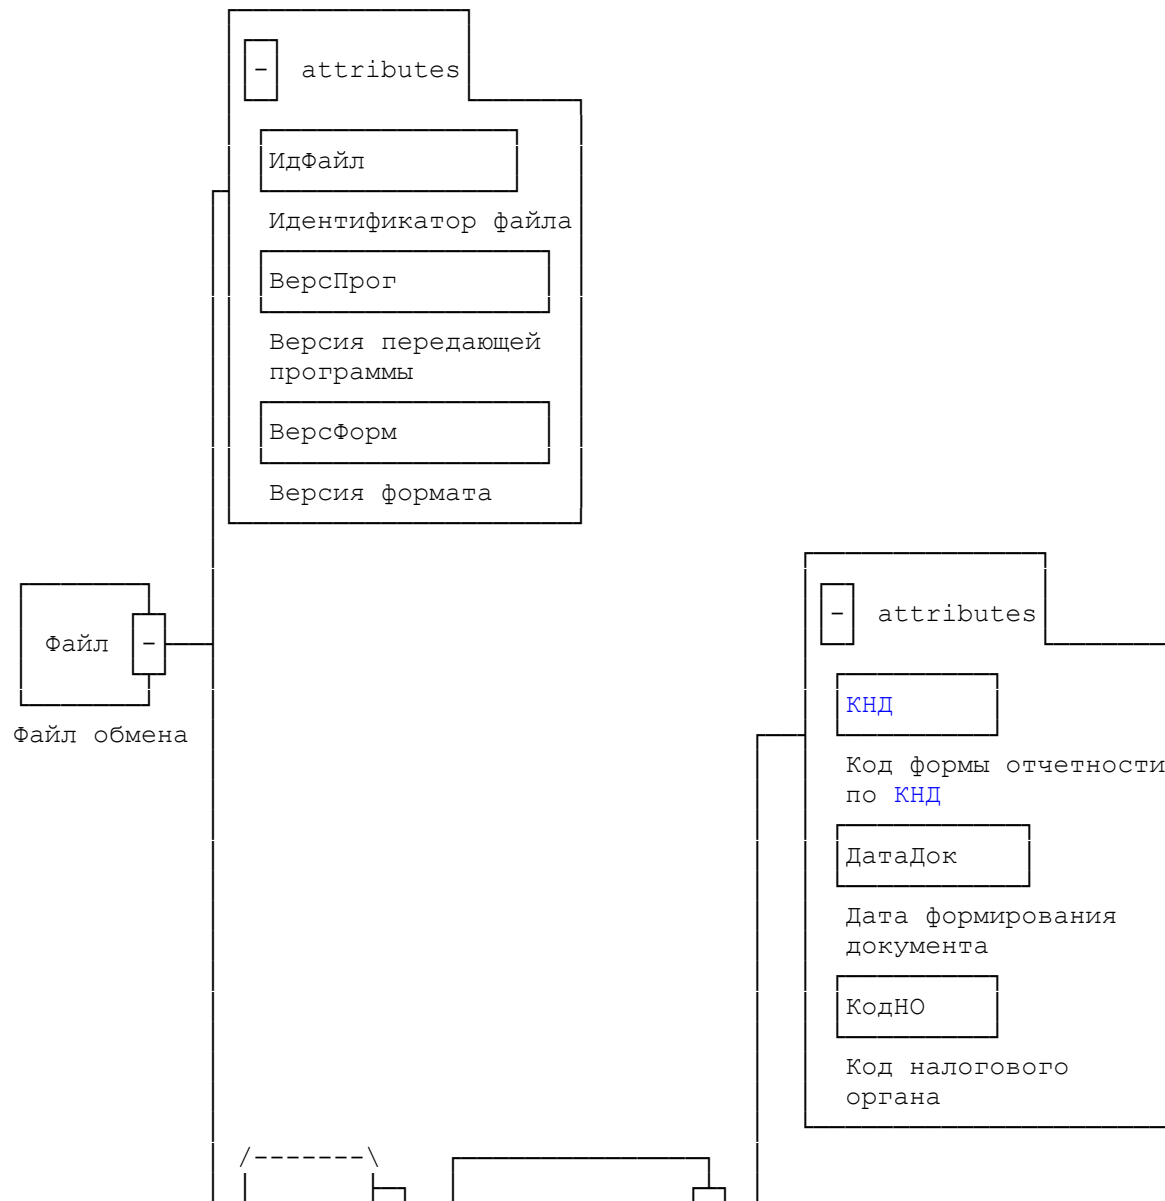 - attributes
ИдФайл
Идентификатор файла
ВерсПрог
Версия передающей
программы
ВерсФорм
Версия формата
Файл -
Файл обмена
- attributes
КНД
Код формы отчетности
по КНД
ДатаДок
Дата формирования
документа
КодНО
Код налогового
органа
/-------\